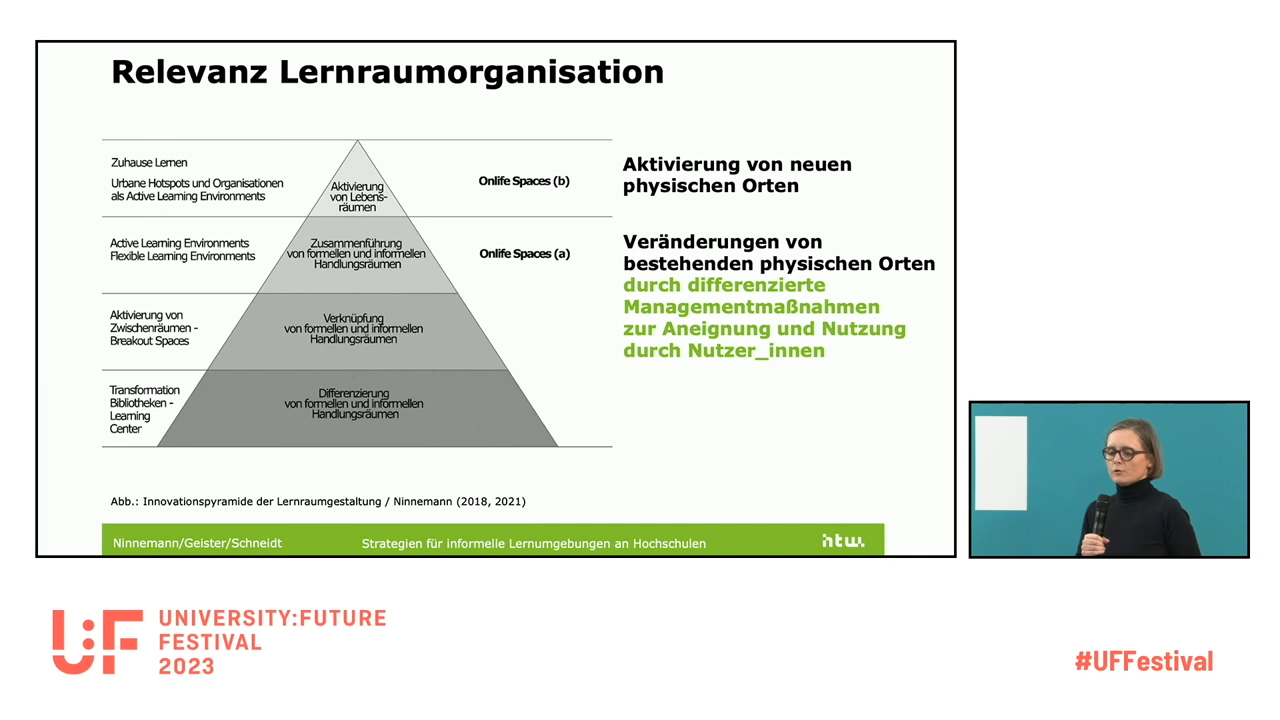 Relevanz Lernraumorganisation
Zuhause Lernen
Urbane Hotspots und Organisationen
als Active Learning Environments
Aktivierung
von Lebens-
räumen
Onlife Spaces (b)
Aktivierung von neuen
physischen Orten
Active Learning Environments
Flexible Learning Environments
Zusammenführung
von formellen und informellen
Handlungsräumen
Onlife Spaces (a)
Veränderungen von
bestehenden physischen Orten
durch differenzierte
Managementmaßnahmen
zur Aneignung und Nutzung
durch Nutzer_innen
Aktivierung von
Zwischenräumen -
Breakout Spaces
Verknüpfung
von formellen und informellen
Handlungsräumen
Transformation
Bibliotheken -
Learning
Center
Differenzierung
von formellen und informellen
Handlungsräumen
Abb.: Innovationspyramide der Lernraumgestaltung / Ninnemann (2018, 2021)
Ninnemann/Geister/Schneidt
Strategien für informelle Lernumgebungen an Hochschulen
htw.
U:F
UNIVERSITY:FUTURE
FESTIVAL
2023
#UFFestival